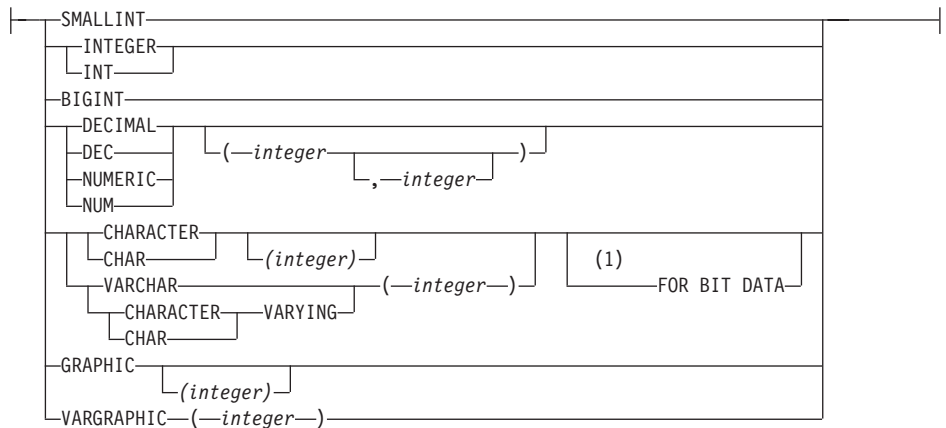 SMALLINT
INTEGER
INT
BIGINT
DECIMAL
DEC ( integer )
NUMERIC , integer
NUM
CHARACTER
CHAR (integer) (1)
VARCHAR ( integer ) FOR BIT DATA
CHARACTER VARYING
CHAR
GRAPHIC
(integer)
VARGRAPHIC ( integer )